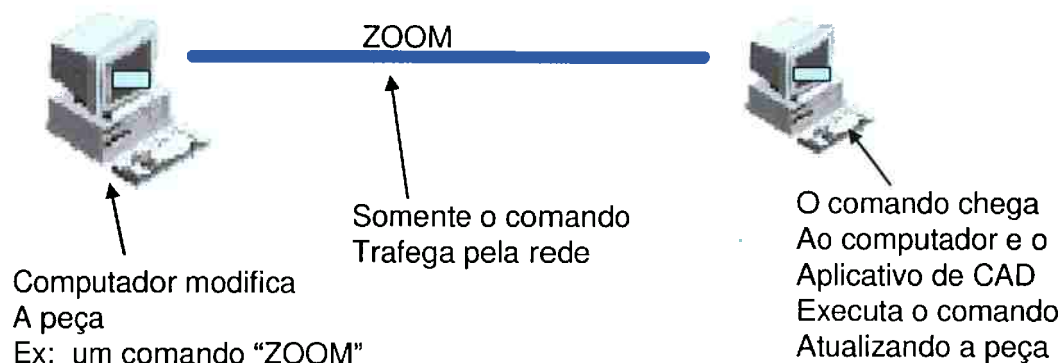 ZOOM
Somente o comando
Trafega pela rede
Computador modifica
A peça
Ex: um comando “ZOOM”
O comando chega
Ao computador e o
Aplicativo de CAD
Executa o comando
Atualizando a peça